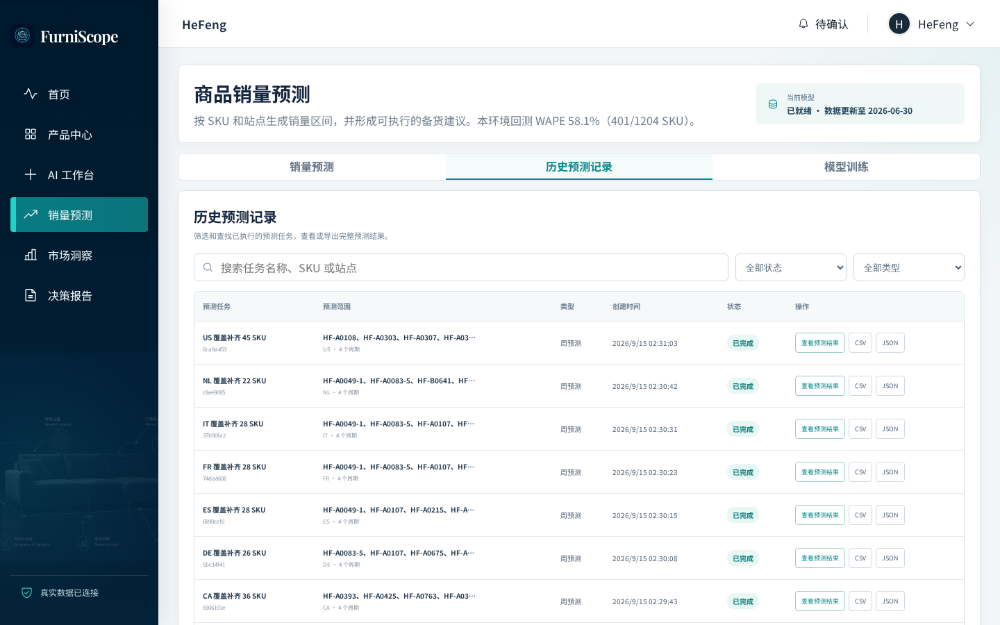 FurniScope
首页
产品中心
AI 工作台
销量预测
市场洞察
决策报告
真实数据已连接
HeFeng
待确认
H
HeFeng
商品销量预测
按 SKU 和站点生成销量区间，并形成可执行的备货建议。本环境回测 WAPE 58.1%（401/1204 SKU）。
当前模型
已就绪 · 数据更新至 2026-06-30
销量预测
历史预测记录
模型训练
历史预测记录
筛选和查找已执行的预测任务，查看或导出完整预测结果。
搜索任务名称、SKU 或站点
全部状态
全部类型
预测任务 预测范围 类型 创建时间 状态 操作
US 覆盖补齐 45 SKU HF-A0108、HF-A0303、HF-A0307、HF-A03… 周预测 2026/9/15 02:31:03 已完成 查看预测结果 CSV JSON
6ca9a453 US · 4 个周期
NL 覆盖补齐 22 SKU HF-A0049-1、HF-A0083-5、HF-B0641、HF… 周预测 2026/9/15 02:30:42 已完成 查看预测结果 CSV JSON
c8ee9085 NL · 4 个周期
IT 覆盖补齐 28 SKU HF-A0049-1、HF-A0083-5、HF-A0107、HF… 周预测 2026/9/15 02:30:31 已完成 查看预测结果 CSV JSON
37b90fa2 IT · 4 个周期
FR 覆盖补齐 28 SKU HF-A0049-1、HF-A0083-5、HF-A0107、HF… 周预测 2026/9/15 02:30:23 已完成 查看预测结果 CSV JSON
74da8606 FR · 4 个周期
ES 覆盖补齐 28 SKU HF-A0049-1、HF-A0107、HF-A0215、HF-A… 周预测 2026/9/15 02:30:15 已完成 查看预测结果 CSV JSON
6890ccf0 ES · 4 个周期
DE 覆盖补齐 26 SKU HF-A0083-5、HF-A0107、HF-A0675、HF-A… 周预测 2026/9/15 02:30:08 已完成 查看预测结果 CSV JSON
5bc14f41 DE · 4 个周期
CA 覆盖补齐 36 SKU HF-A0393、HF-A0425、HF-A0763、HF-A03… 周预测 2026/9/15 02:29:43 已完成 查看预测结果 CSV JSON
6906191e CA · 4 个周期